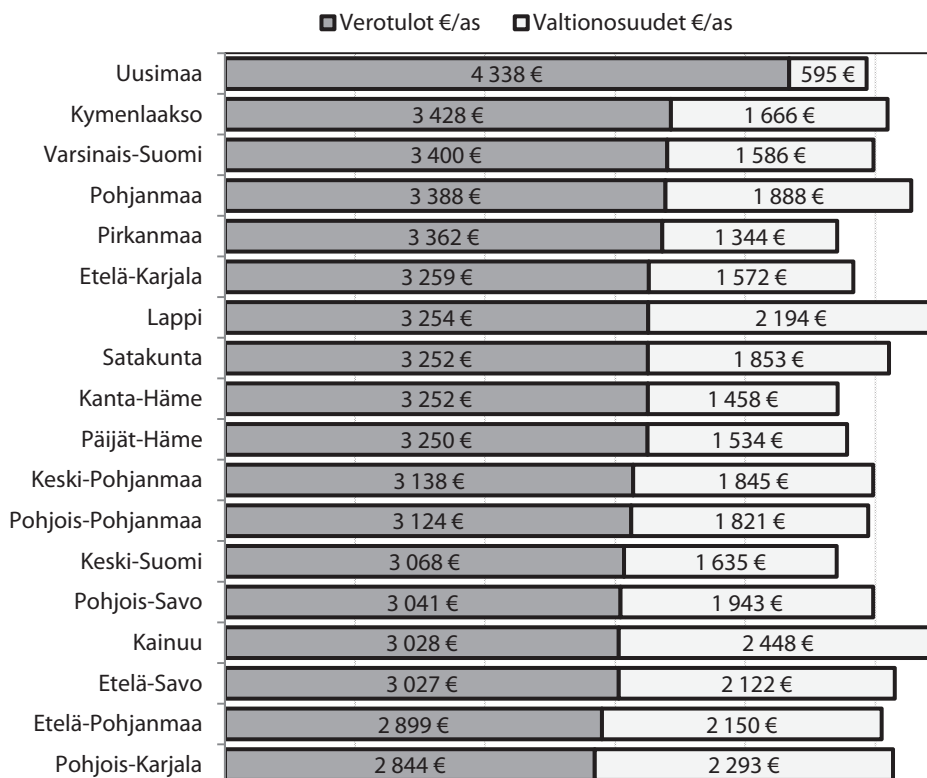 Verotulot €/as Valtionosuudet €/as
Uusimaa 4 338 € 595 €
Kymenlaakso 3 428 € 1 666 €
Varsinais-Suomi 3 400 € 1 586 €
Pohjanmaa 3 388 € 1 888 €
Pirkanmaa 3 362 € 1 344 €
Etelä-Karjala 3 259 € 1 572 €
Lappi 3 254 € 2 194 €
Satakunta 3 252 € 1 853 €
Kanta-Häme 3 252 € 1 458 €
Päijät-Häme 3 250 € 1 534 €
Keski-Pohjanmaa 3 138 € 1 845 €
Pohjois-Pohjanmaa 3 124 € 1 821 €
Keski-Suomi 3 068 € 1 635 €
Pohjois-Savo 3 041 € 1 943 €
Kainuu 3 028 € 2 448 €
Etelä-Savo 3 027 € 2 122 €
Etelä-Pohjanmaa 2 899 € 2 150 €
Pohjois-Karjala 2 844 € 2 293 €